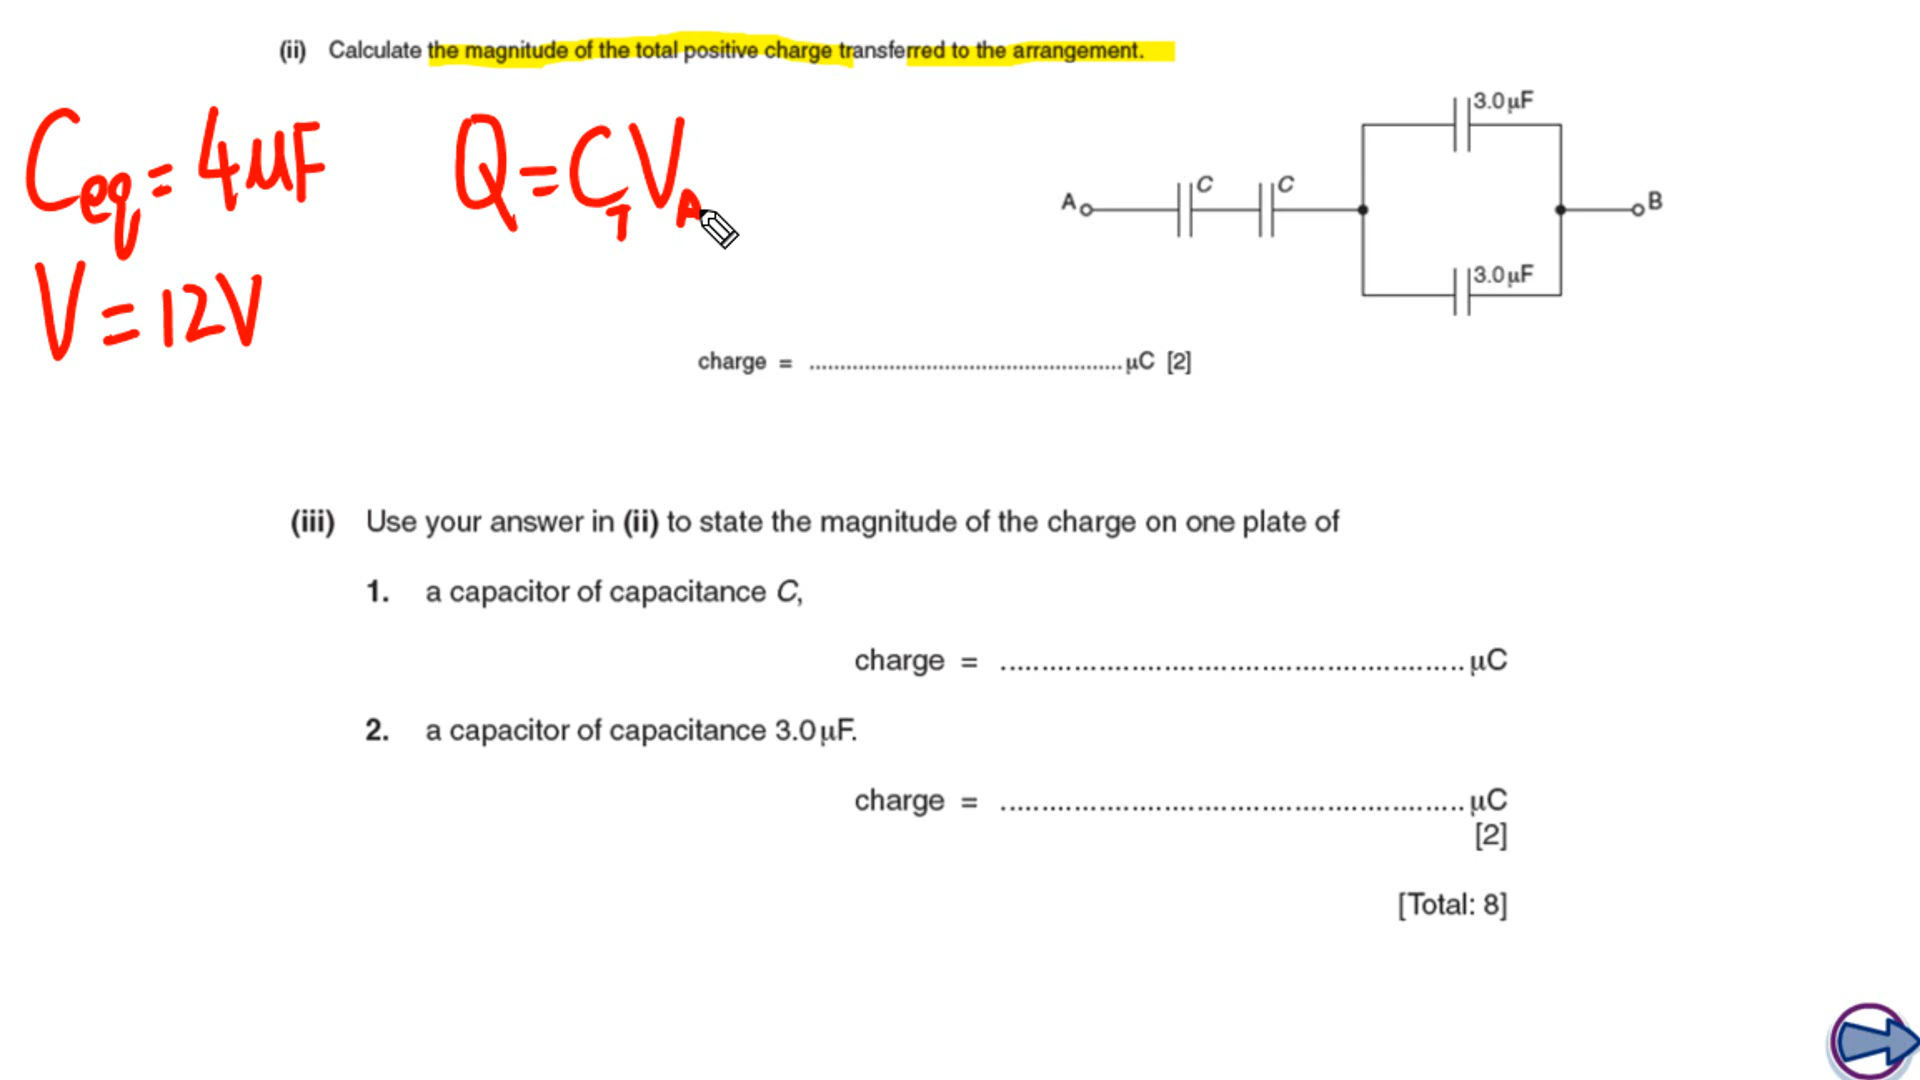 (ii) Calculate the magnitude of the total positive charge transferred to the arrangement.
Ceq = 4μF
Q = CTVA
V = 12V
3.0μF
A
C
C
B
3.0μF
charge = ........................................................ μC [2]
(iii) Use your answer in (ii) to state the magnitude of the charge on one plate of
1. a capacitor of capacitance C,
charge = ........................................................ μC
2. a capacitor of capacitance 3.0μF.
charge = ........................................................ μC
[2]
[Total: 8]